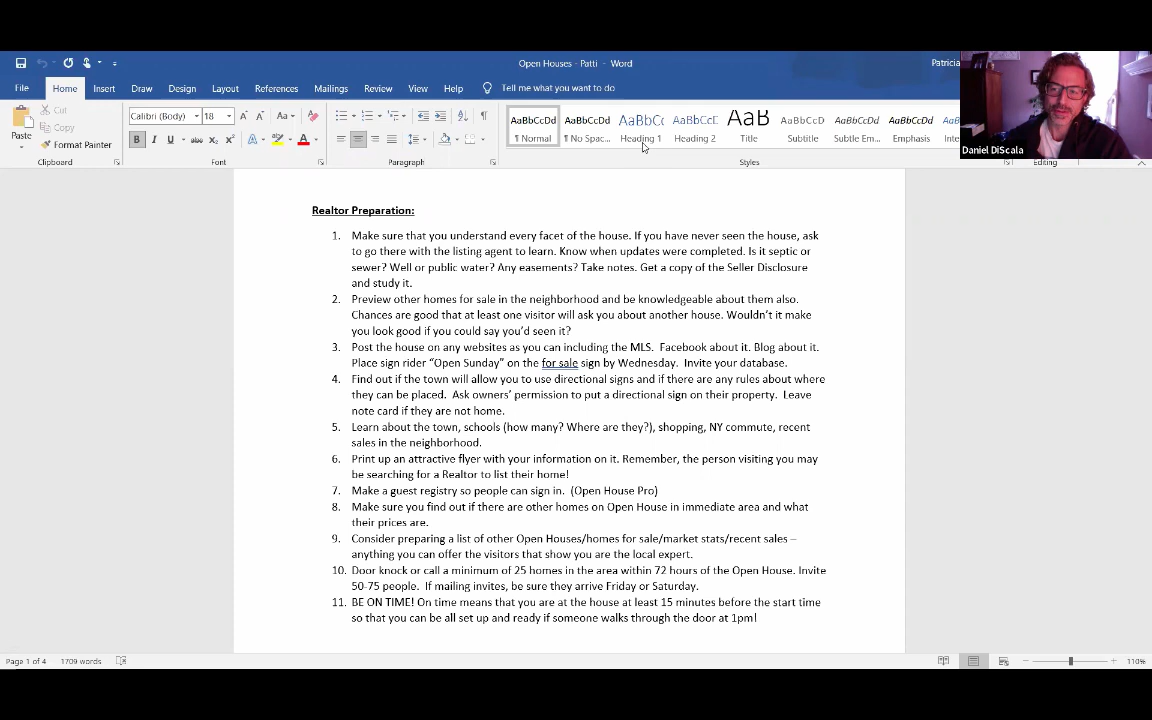 Open Houses - Patti - Word
File Home Insert Draw Design Layout References Mailings Review View Help Tell me what you want to do
Paste
Cut
Copy
Format Painter
Clipboard
Calibri (Body) 18
Font
Paragraph
AaBbCcDd ¶ Normal
AaBbCcDd ¶ No Spac...
AaBbCc Heading 1
AaBbCcE Heading 2
AaB Title
AaBbCcD Subtitle
AaBbCcDd Subtle Em...
AaBbCcDd Emphasis
Styles
Editing
Daniel DiScala
Realtor Preparation:
1. Make sure that you understand every facet of the house. If you have never seen the house, ask
to go there with the listing agent to learn. Know when updates were completed. Is it septic or
sewer? Well or public water? Any easements? Take notes. Get a copy of the Seller Disclosure
and study it.
2. Preview other homes for sale in the neighborhood and be knowledgeable about them also.
Chances are good that at least one visitor will ask you about another house. Wouldn't it make
you look good if you could say you'd seen it?
3. Post the house on any websites as you can including the MLS. Facebook about it. Blog about it.
Place sign rider “Open Sunday” on the for sale sign by Wednesday. Invite your database.
4. Find out if the town will allow you to use directional signs and if there are any rules about where
they can be placed. Ask owners' permission to put a directional sign on their property. Leave
note card if they are not home.
5. Learn about the town, schools (how many? Where are they?), shopping, NY commute, recent
sales in the neighborhood.
6. Print up an attractive flyer with your information on it. Remember, the person visiting you may
be searching for a Realtor to list their home!
7. Make a guest registry so people can sign in. (Open House Pro)
8. Make sure you find out if there are other homes on Open House in immediate area and what
their prices are.
9. Consider preparing a list of other Open Houses/homes for sale/market stats/recent sales –
anything you can offer the visitors that show you are the local expert.
10. Door knock or call a minimum of 25 homes in the area within 72 hours of the Open House. Invite
50-75 people. If mailing invites, be sure they arrive Friday or Saturday.
11. BE ON TIME! On time means that you are at the house at least 15 minutes before the start time
so that you can be all set up and ready if someone walks through the door at 1pm!
Page 1 of 4 1709 words
110%